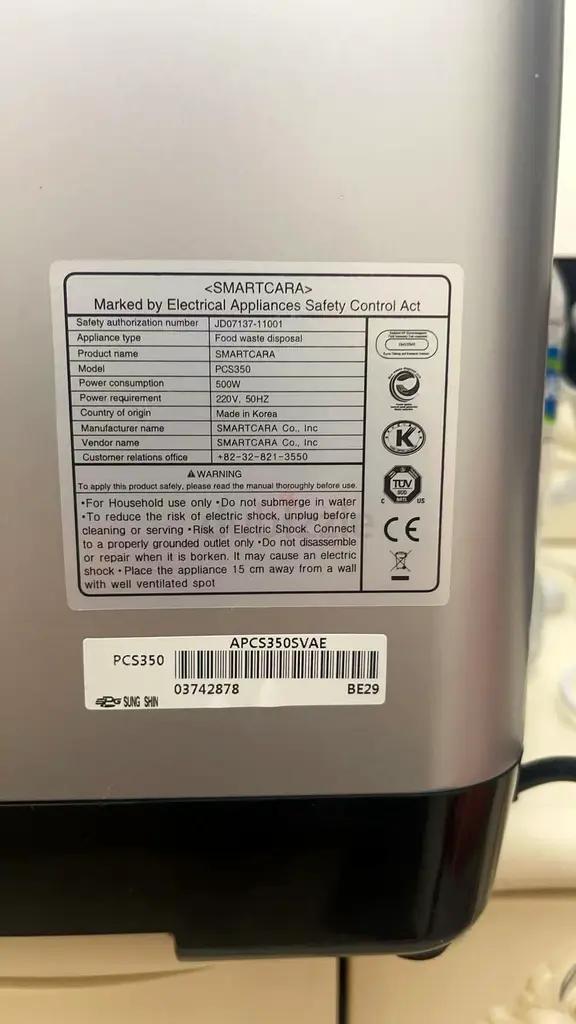 <SMARTCARA>
Marked by Electrical Appliances Safety Control Act
Safety authorization number JD07137-11001
Appliance type Food waste disposal
Product name SMARTCARA
Model PCS350
Power consumption 500W
Power requirement 220V, 50HZ
Country of origin Made in Korea
Manufacturer name SMARTCARA Co., Inc
Vendor name SMARTCARA Co., Inc
Customer relations office +82-32-821-3550
⚠WARNING
To apply this product safely, please read the manual thoroughly before use.
•For Household use only •Do not submerge in water
•To reduce the risk of electric shock, unplug before
cleaning or serving •Risk of Electric Shock. Connect
to a properly grounded outlet only •Do not disassemble
or repair when it is borken. It may cause an electric
shock • Place the appliance 15 cm away from a wall
with well ventilated spot
K
TÜV
SÜD
NRTL
C US
CE
APCS350SVAE
PCS350
03742878 BE29
SUNG SHIN